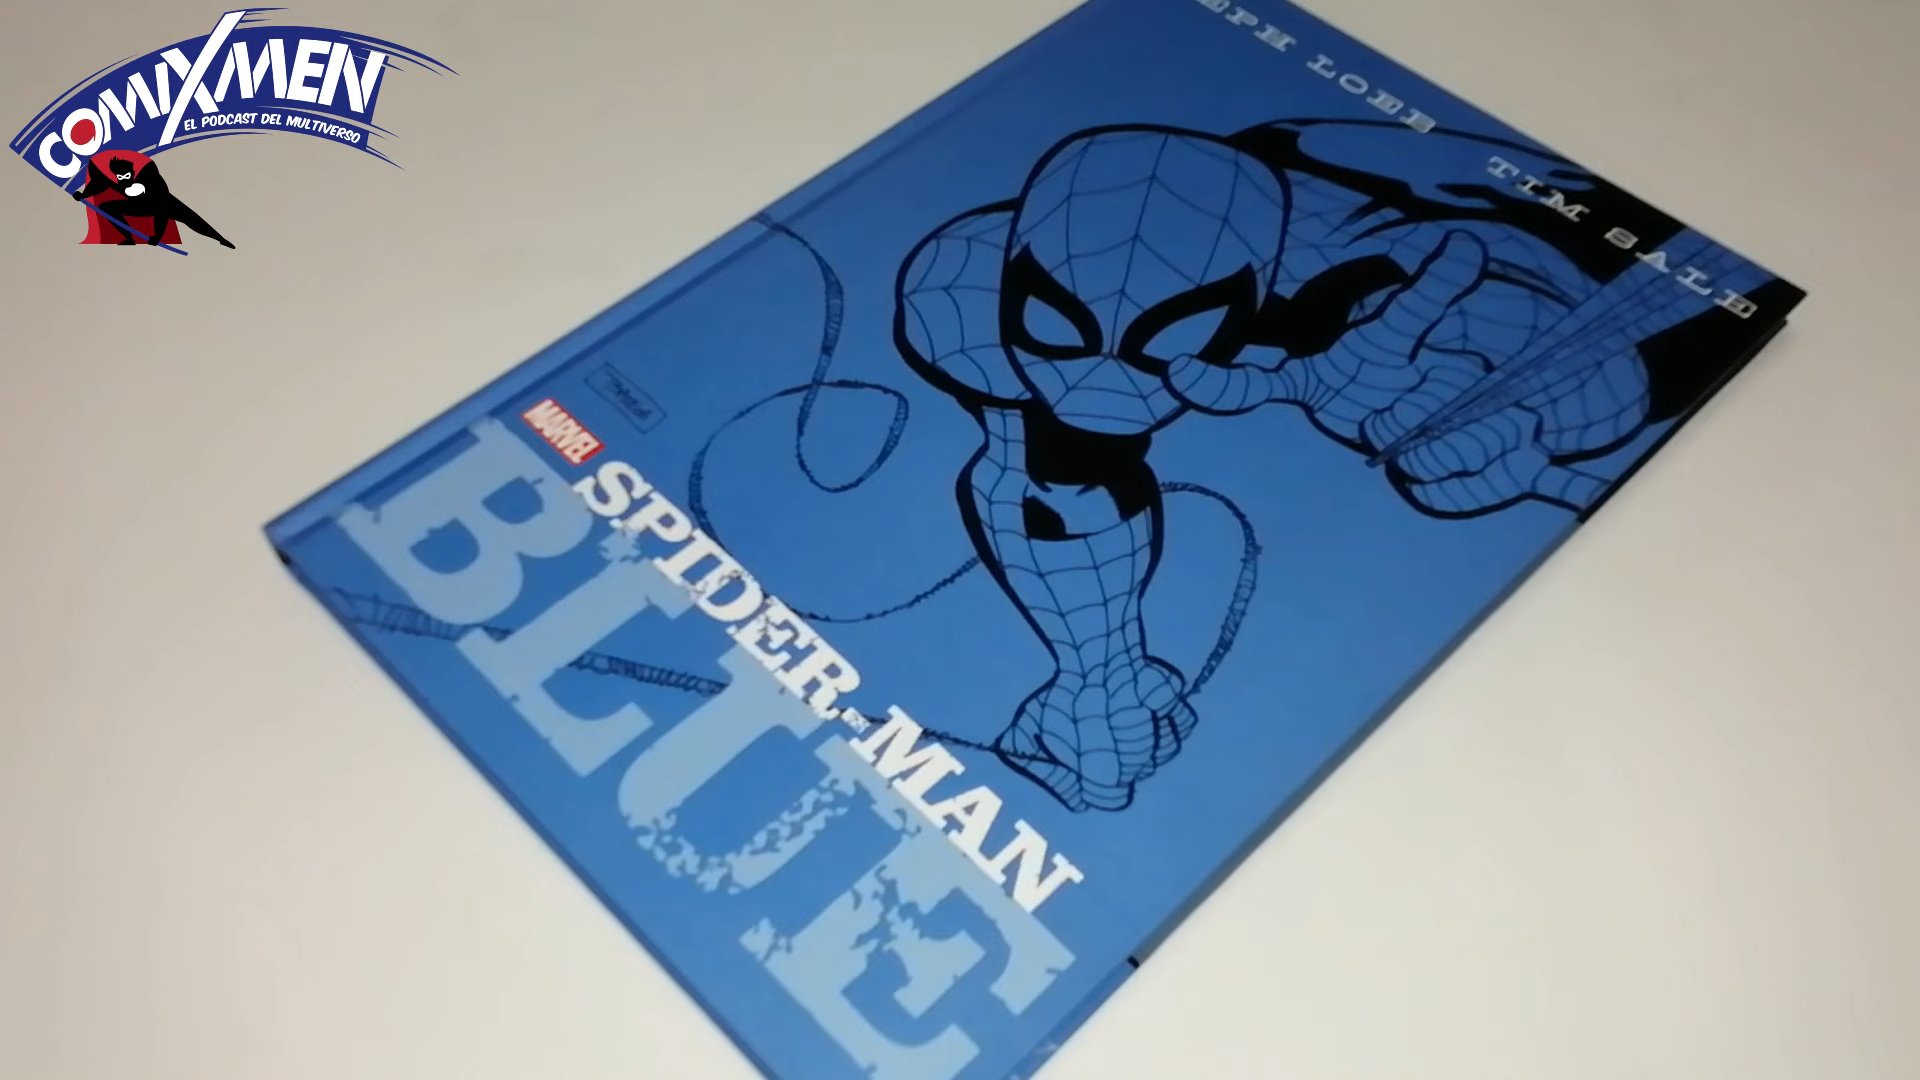 COMIXMEN
EL PODCAST DEL MULTIVERSO
EPH LOEB TIM SALE
MARVEL
SPIDER-MAN
BLUE